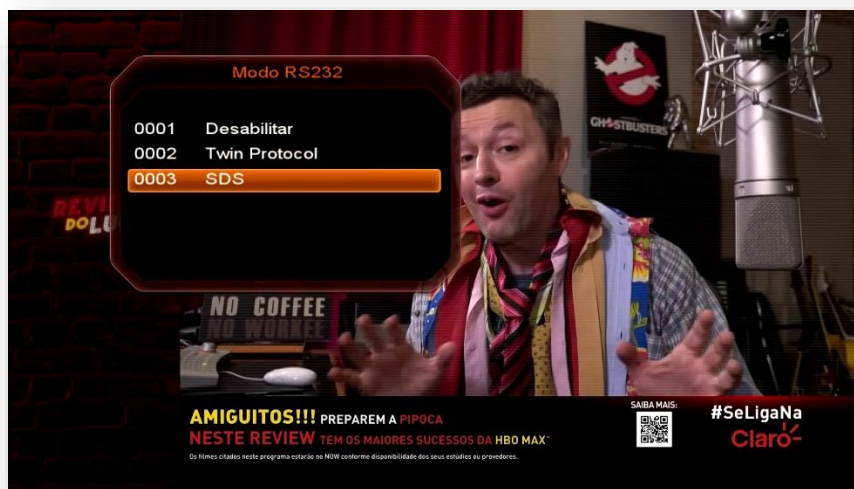 Modo RS232
0001 Desabilitar
0002 Twin Protocol
0003 SDS
GHOSTBUSTERS
DO
NO COFFEE
NO WORKEE
AMIGUITOS!!! PREPAREM A PIPOCA
NESTE REVIEW TEM OS MAIORES SUCESSOS DA HBO MAX
Os filmes citados neste programa estarão no NOW conforme disponibilidade dos seus estúdios ou provedores.
SAIBA MAIS:
#SeLigaNa
Claro